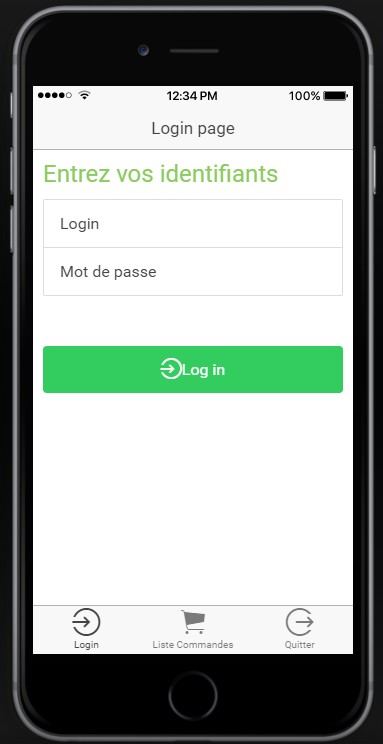 12:34 PM 100%
Login page
Entrez vos identifiants
Login
Mot de passe
Log in
Login Liste Commandes Quitter